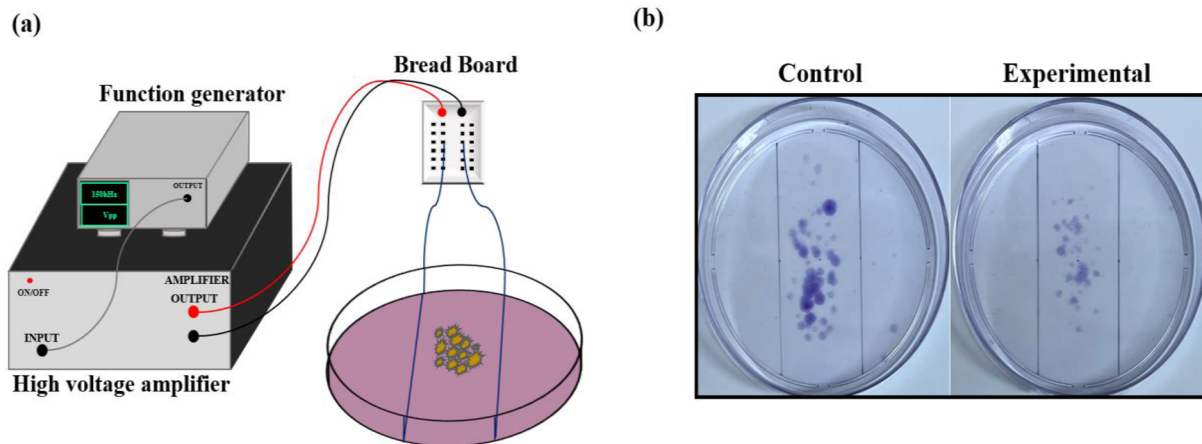 (a)
Function generator
150kHz
Vpp
OUTPUT
Bread Board
ON/OFF
AMPLIFIER
OUTPUT
INPUT
High voltage amplifier
(b)
Control
Experimental